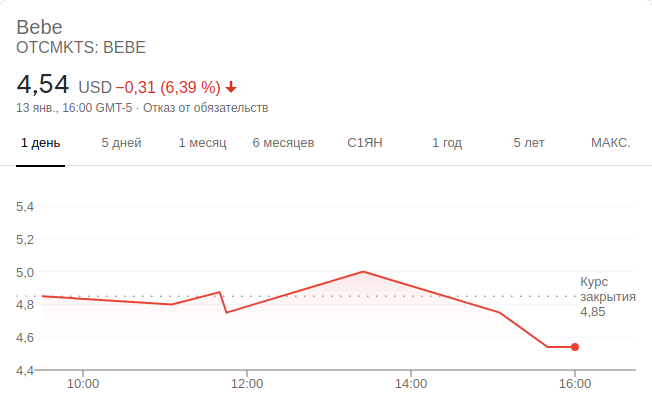 Bebe
OTCMKTS: BEBE
4,54 USD −0,31 (6,39 %)
13 янв., 16:00 GMT-5 · Отказ от обязательств
1 день 5 дней 1 месяц 6 месяцев С1ЯН 1 год 5 лет МАКС.
5,4
5,2
5,0
4,8
4,6
4,4
Курс
закрытия
4,85
10:00 12:00 14:00 16:00